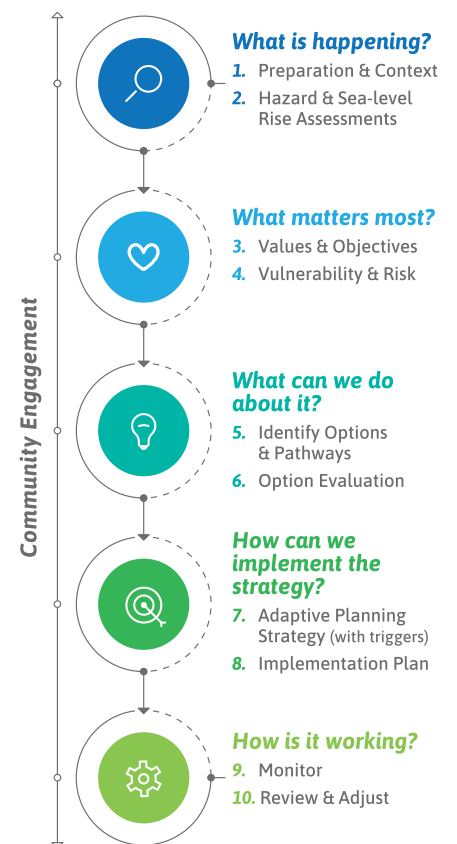 Community Engagement
What is happening?
1. Preparation & Context
2. Hazard & Sea-level
Rise Assessments
What matters most?
3. Values & Objectives
4. Vulnerability & Risk
What can we do
about it?
5. Identify Options
& Pathways
6. Option Evaluation
How can we
implement the
strategy?
7. Adaptive Planning
Strategy (with triggers)
8. Implementation Plan
How is it working?
9. Monitor
10. Review & Adjust